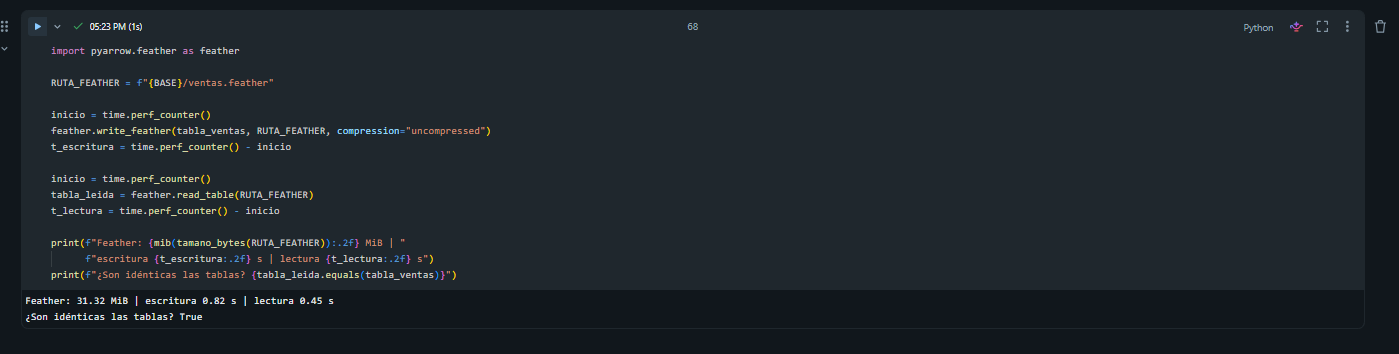 05:23 PM (1s)
68
Python
import pyarrow.feather as feather
RUTA_FEATHER = f"{BASE}/ventas.feather"
inicio = time.perf_counter()
feather.write_feather(tabla_ventas, RUTA_FEATHER, compression="uncompressed")
t_escritura = time.perf_counter() - inicio
inicio = time.perf_counter()
tabla_leida = feather.read_table(RUTA_FEATHER)
t_lectura = time.perf_counter() - inicio
print(f"Feather: {mib(tamano_bytes(RUTA_FEATHER)):.2f} MiB | "
f"escritura {t_escritura:.2f} s | lectura {t_lectura:.2f} s")
print(f"¿Son idénticas las tablas? {tabla_leida.equals(tabla_ventas)}")
Feather: 31.32 MiB | escritura 0.82 s | lectura 0.45 s
¿Son idénticas las tablas? True